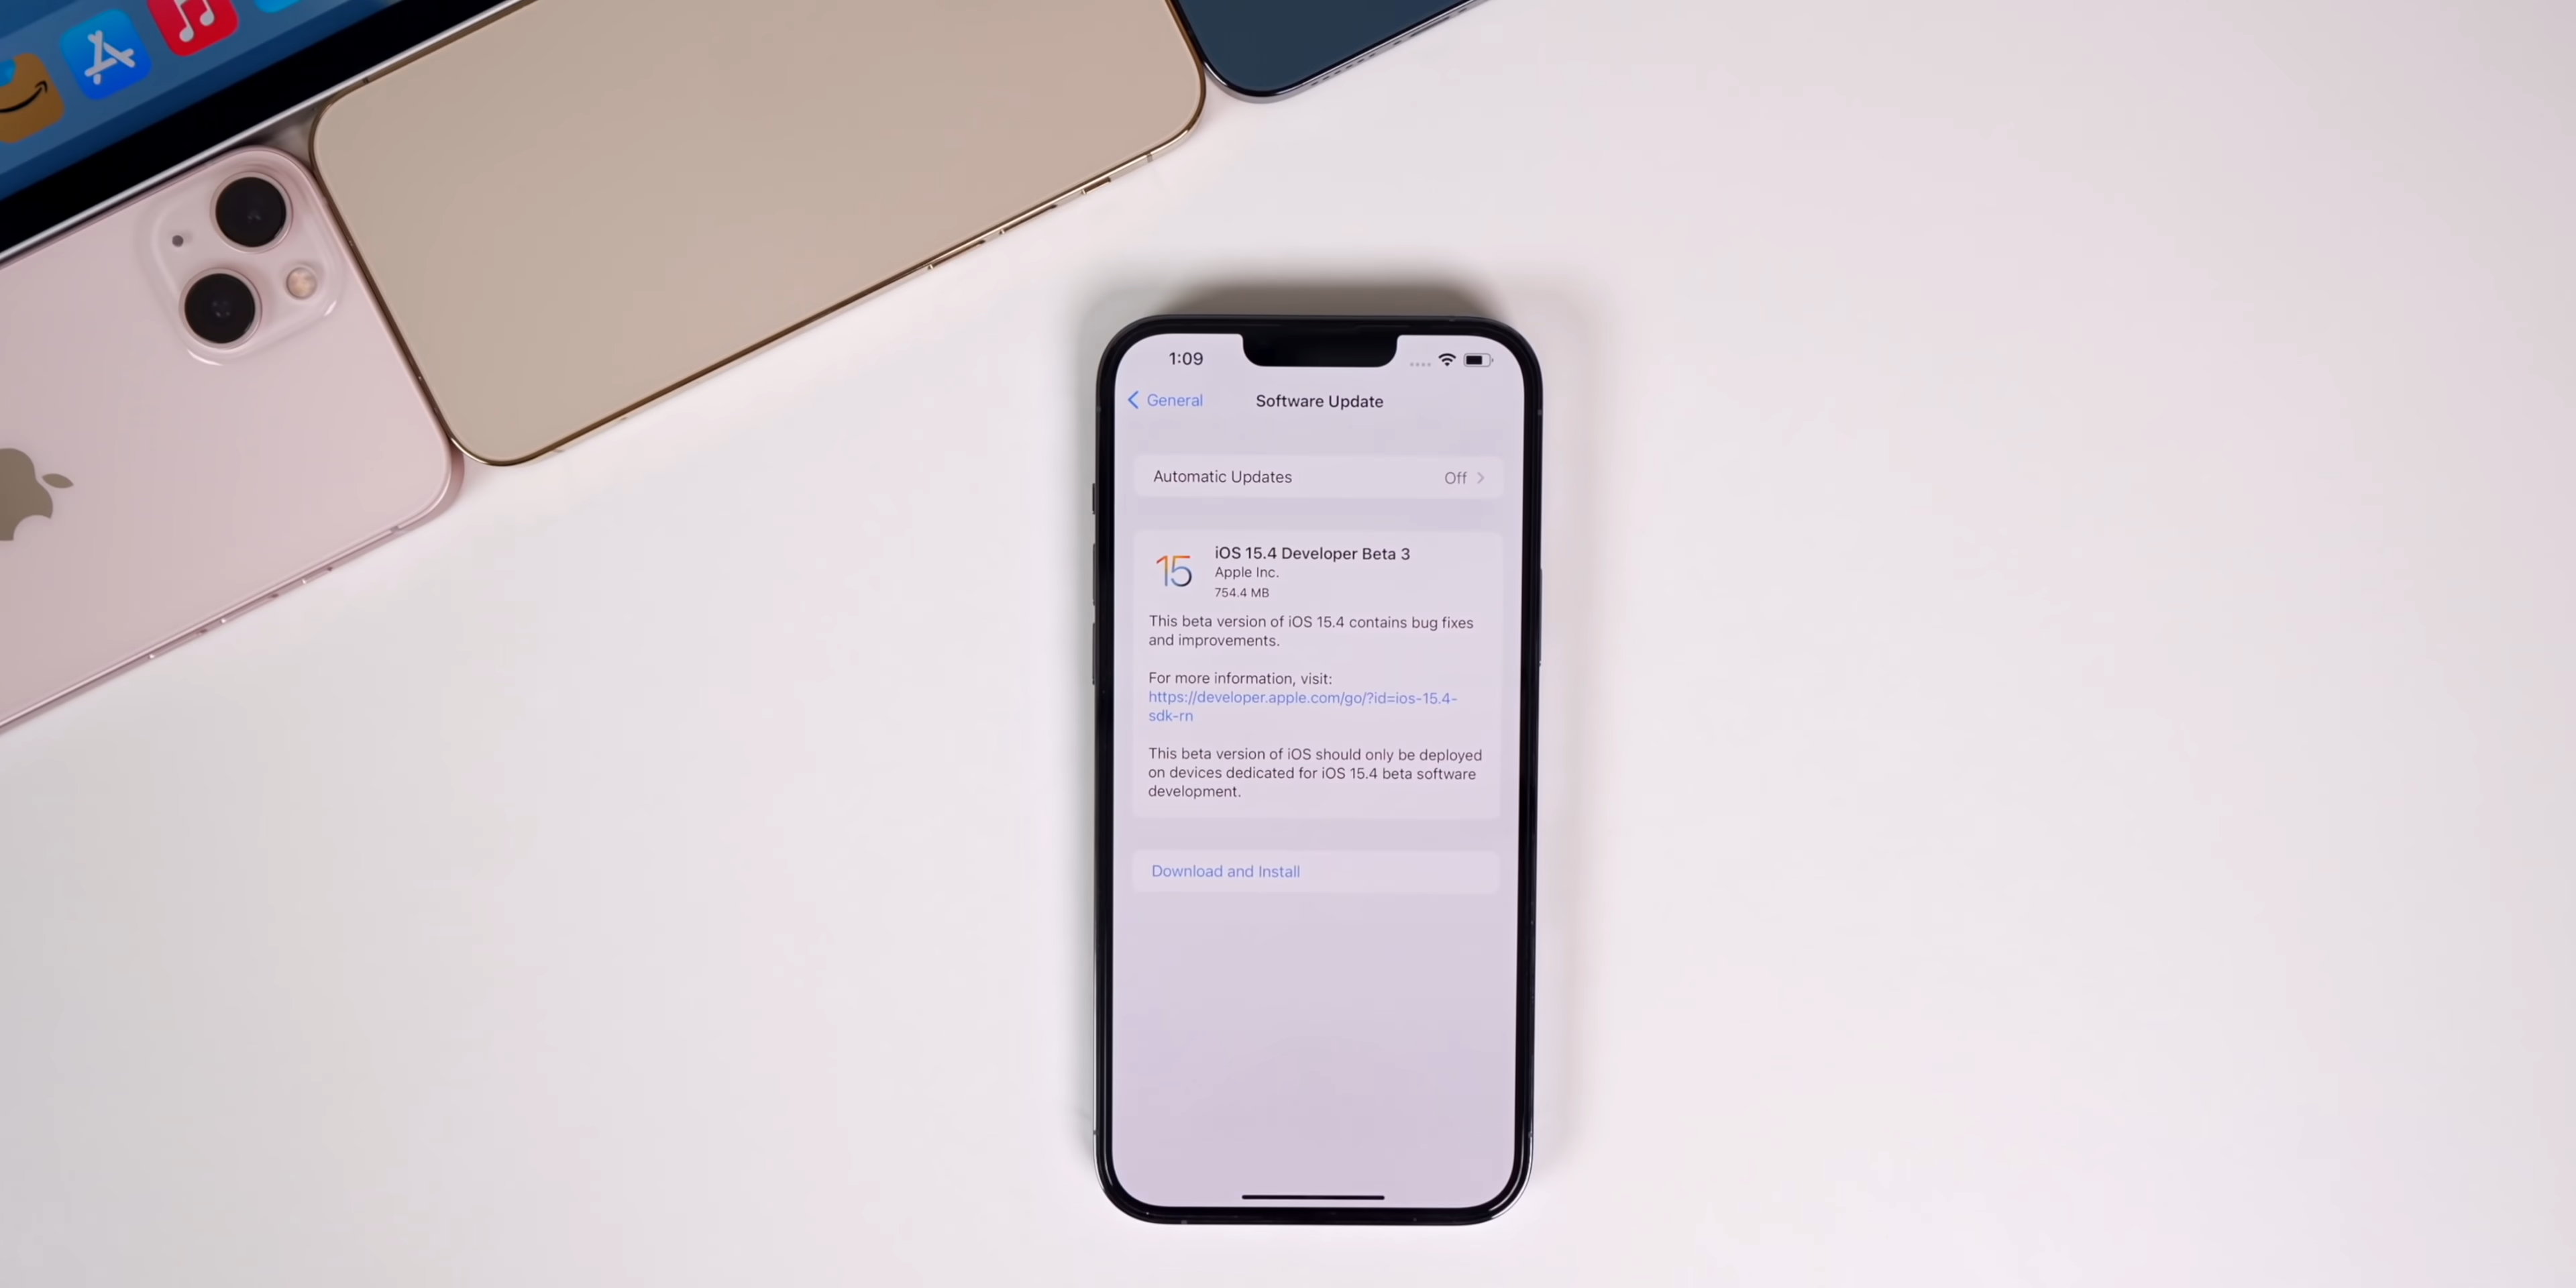 1:09
General
Software Update
Automatic Updates
Off
15
iOS 15.4 Developer Beta 3
Apple Inc.
754.4 MB
This beta version of iOS 15.4 contains bug fixes
and improvements.
For more information, visit:
https://developer.apple.com/go/?id=ios-15.4-
sdk-rn
This beta version of iOS should only be deployed
on devices dedicated for iOS 15.4 beta software
development.
Download and Install